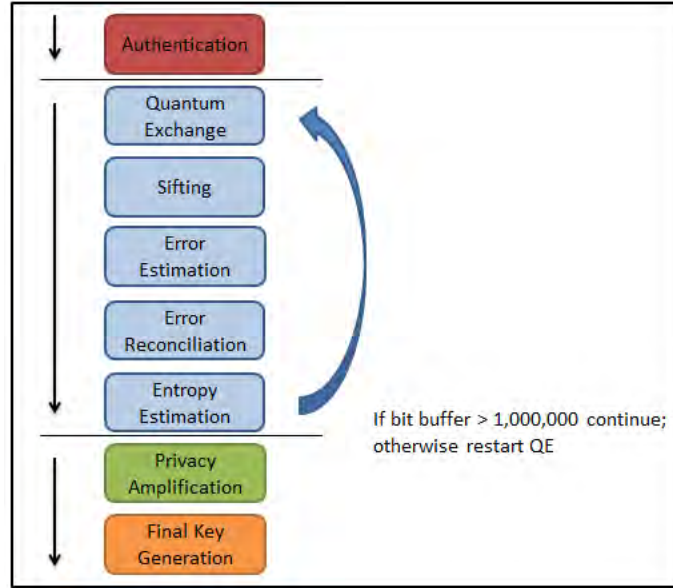 Authentication
Quantum
Exchange
Sifting
Error
Estimation
Error
Reconciliation
Entropy
Estimation
If bit buffer > 1,000,000 continue;
otherwise restart QE
Privacy
Amplification
Final Key
Generation